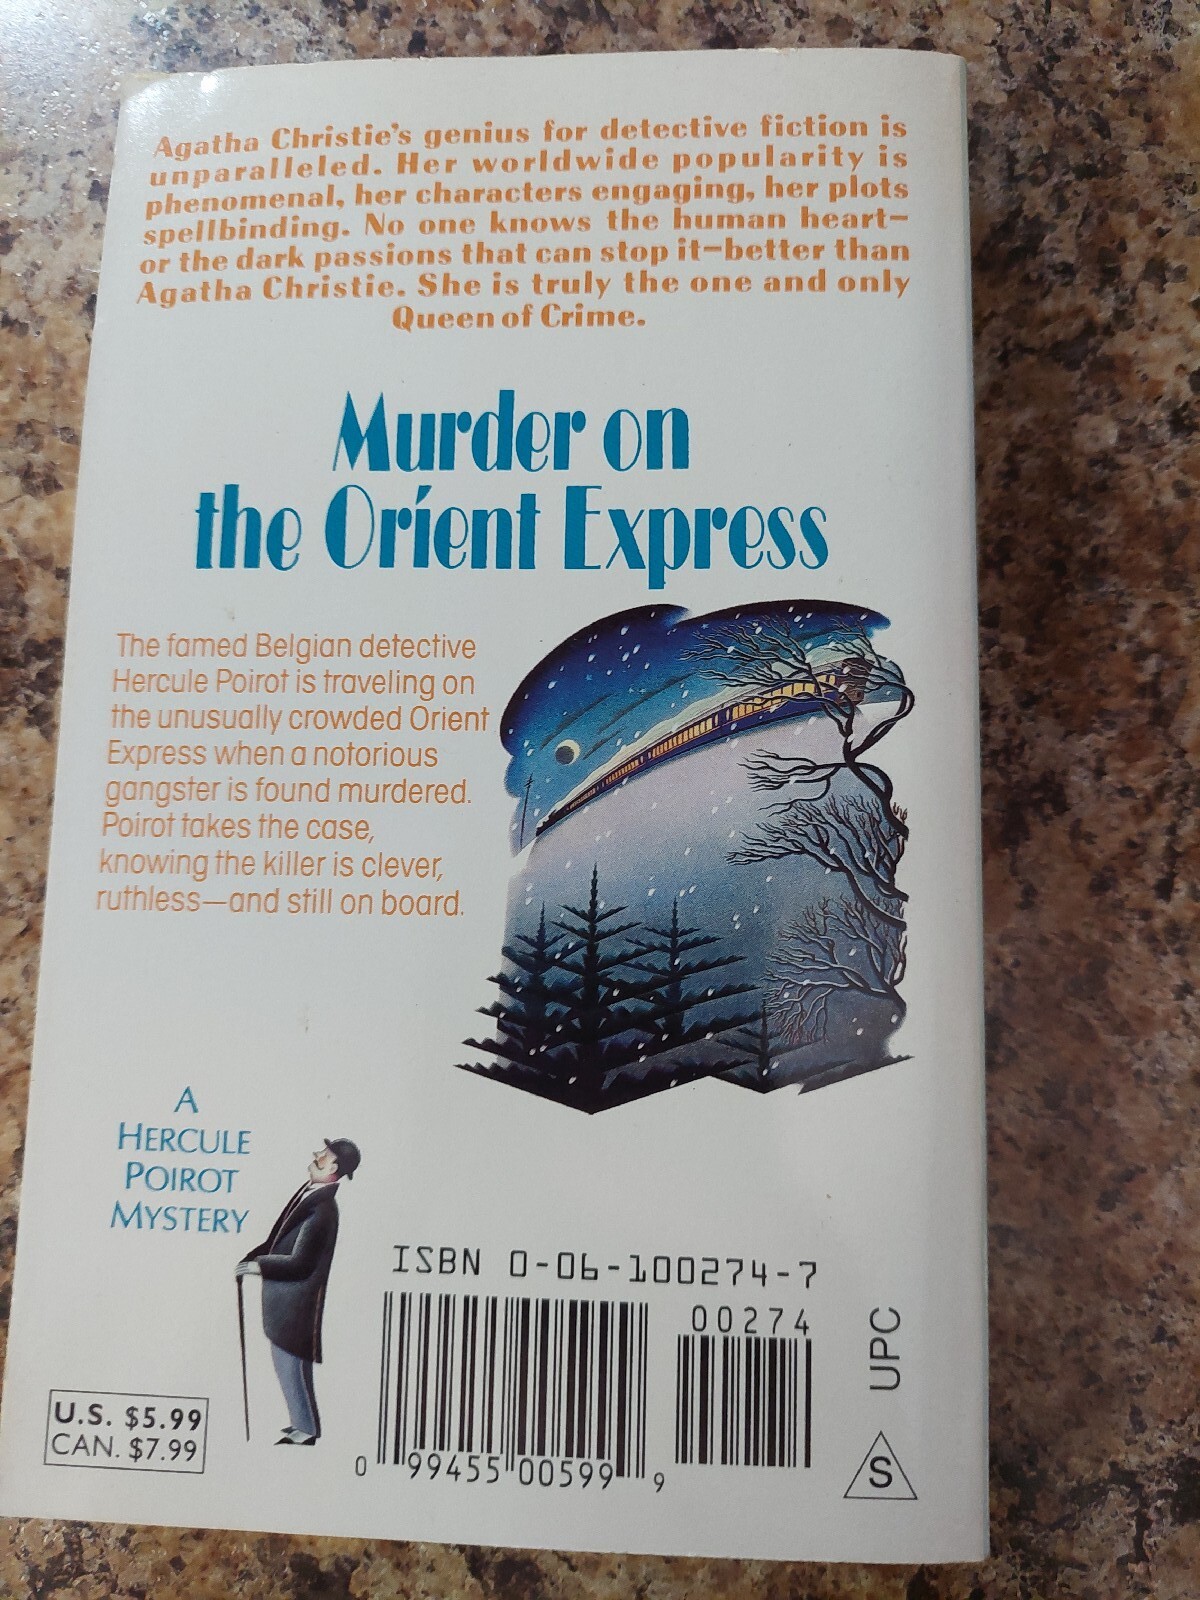 Agatha Christie's genius for detective fiction is
unparalleled. Her worldwide popularity is
phenomenal, her characters engaging, her plots
spellbinding. No one knows the human heart—
or the dark passions that can stop it—better than
Agatha Christie. She is truly the one and only
Queen of Crime.
Murder on
the Orient Express
The famed Belgian detective
Hercule Poirot is traveling on
the unusually crowded Orient
Express when a notorious
gangster is found murdered.
Poirot takes the case,
knowing the killer is clever,
ruthless—and still on board.
A
HERCULE
POIROT
MYSTERY
ISBN 0-06-100274-7
00274
UPC
U.S. $5.99
CAN. $7.99
0 99455 00599 9
S